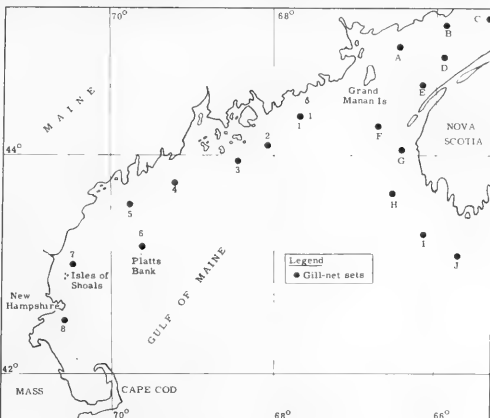 70°
68°
C
B
A
D
E
Grand
Manan Is
F
G
NOVA
SCOTIA
MAINE
1 1
2
3
44°
4
5
H
6
Platts
Bank
7
Isles of
Shoals
I
J
Legend
Gill-net sets
GULF OF MAINE
New
Hampshire
8
42°
MASS
CAPE COD
70°
68°
66°